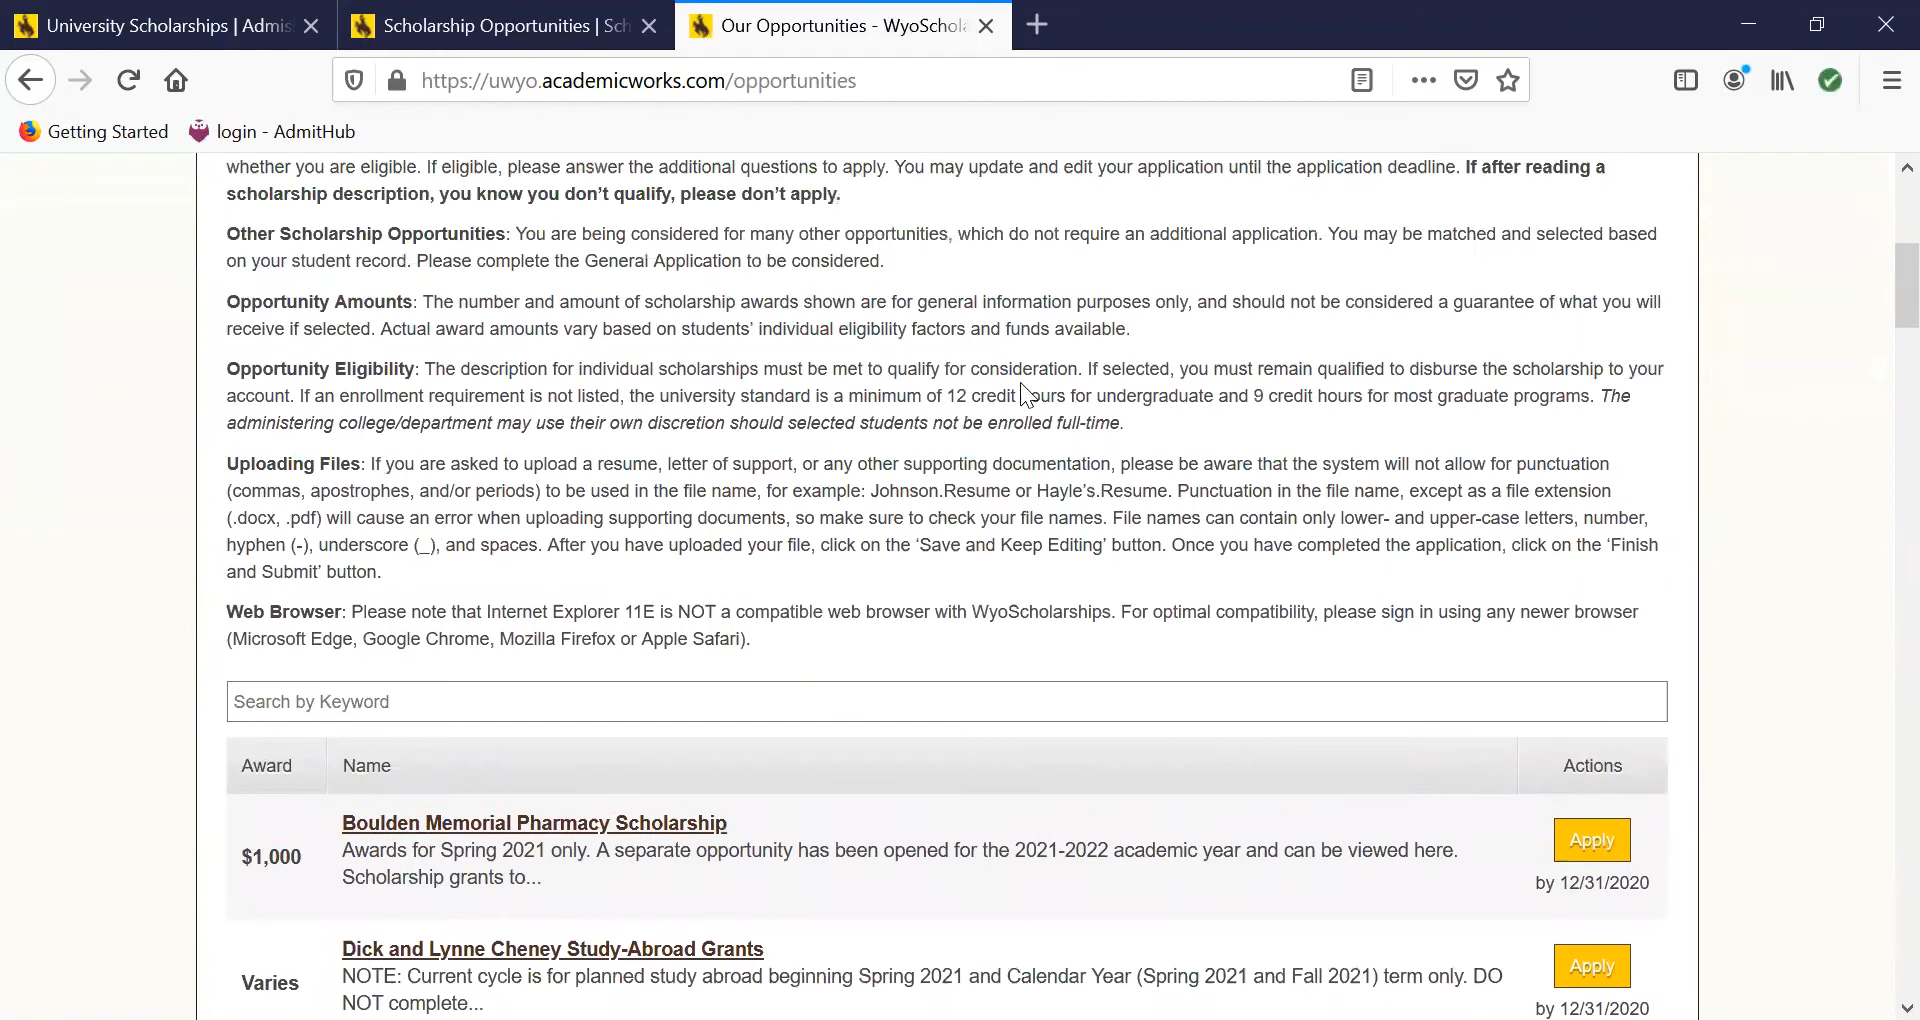 University Scholarships | Admis
Scholarship Opportunities | Sch
Our Opportunities - WyoSchola
https://uwyo.academicworks.com/opportunities
Getting Started
login - AdmitHub
whether you are eligible. If eligible, please answer the additional questions to apply. You may update and edit your application until the application deadline. If after reading a
scholarship description, you know you don’t qualify, please don’t apply.
Other Scholarship Opportunities: You are being considered for many other opportunities, which do not require an additional application. You may be matched and selected based
on your student record. Please complete the General Application to be considered.
Opportunity Amounts: The number and amount of scholarship awards shown are for general information purposes only, and should not be considered a guarantee of what you will
receive if selected. Actual award amounts vary based on students’ individual eligibility factors and funds available.
Opportunity Eligibility: The description for individual scholarships must be met to qualify for consideration. If selected, you must remain qualified to disburse the scholarship to your
account. If an enrollment requirement is not listed, the university standard is a minimum of 12 credit hours for undergraduate and 9 credit hours for most graduate programs. The
administering college/department may use their own discretion should selected students not be enrolled full-time.
Uploading Files: If you are asked to upload a resume, letter of support, or any other supporting documentation, please be aware that the system will not allow for punctuation
(commas, apostrophes, and/or periods) to be used in the file name, for example: Johnson.Resume or Hayle’s.Resume. Punctuation in the file name, except as a file extension
(.docx, .pdf) will cause an error when uploading supporting documents, so make sure to check your file names. File names can contain only lower- and upper-case letters, number,
hyphen (-), underscore (_), and spaces. After you have uploaded your file, click on the ‘Save and Keep Editing’ button. Once you have completed the application, click on the ‘Finish
and Submit’ button.
Web Browser: Please note that Internet Explorer 11E is NOT a compatible web browser with WyoScholarships. For optimal compatibility, please sign in using any newer browser
(Microsoft Edge, Google Chrome, Mozilla Firefox or Apple Safari).
Search by Keyword
Award Name Actions
Boulden Memorial Pharmacy Scholarship
$1,000 Awards for Spring 2021 only. A separate opportunity has been opened for the 2021-2022 academic year and can be viewed here. Apply
Scholarship grants to... by 12/31/2020
Dick and Lynne Cheney Study-Abroad Grants
Varies NOTE: Current cycle is for planned study abroad beginning Spring 2021 and Calendar Year (Spring 2021 and Fall 2021) term only. DO Apply
NOT complete... by 12/31/2020